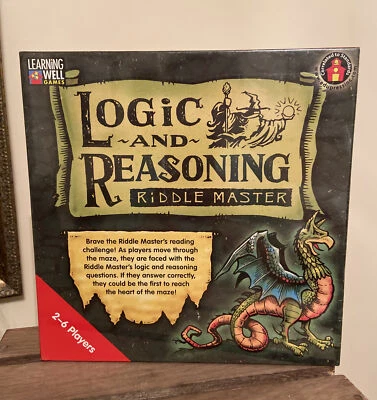 LEARNING
WELL
GAMES
LOGIC
~AND~
REASONING
RIDDLE MASTER
Brave the Riddle Master's reading
challenge! As players move through
the maze, they are faced with the
Riddle Master's logic and reasoning
questions. If they answer correctly,
they could be the first to reach
the heart of the maze!
2-6 Players